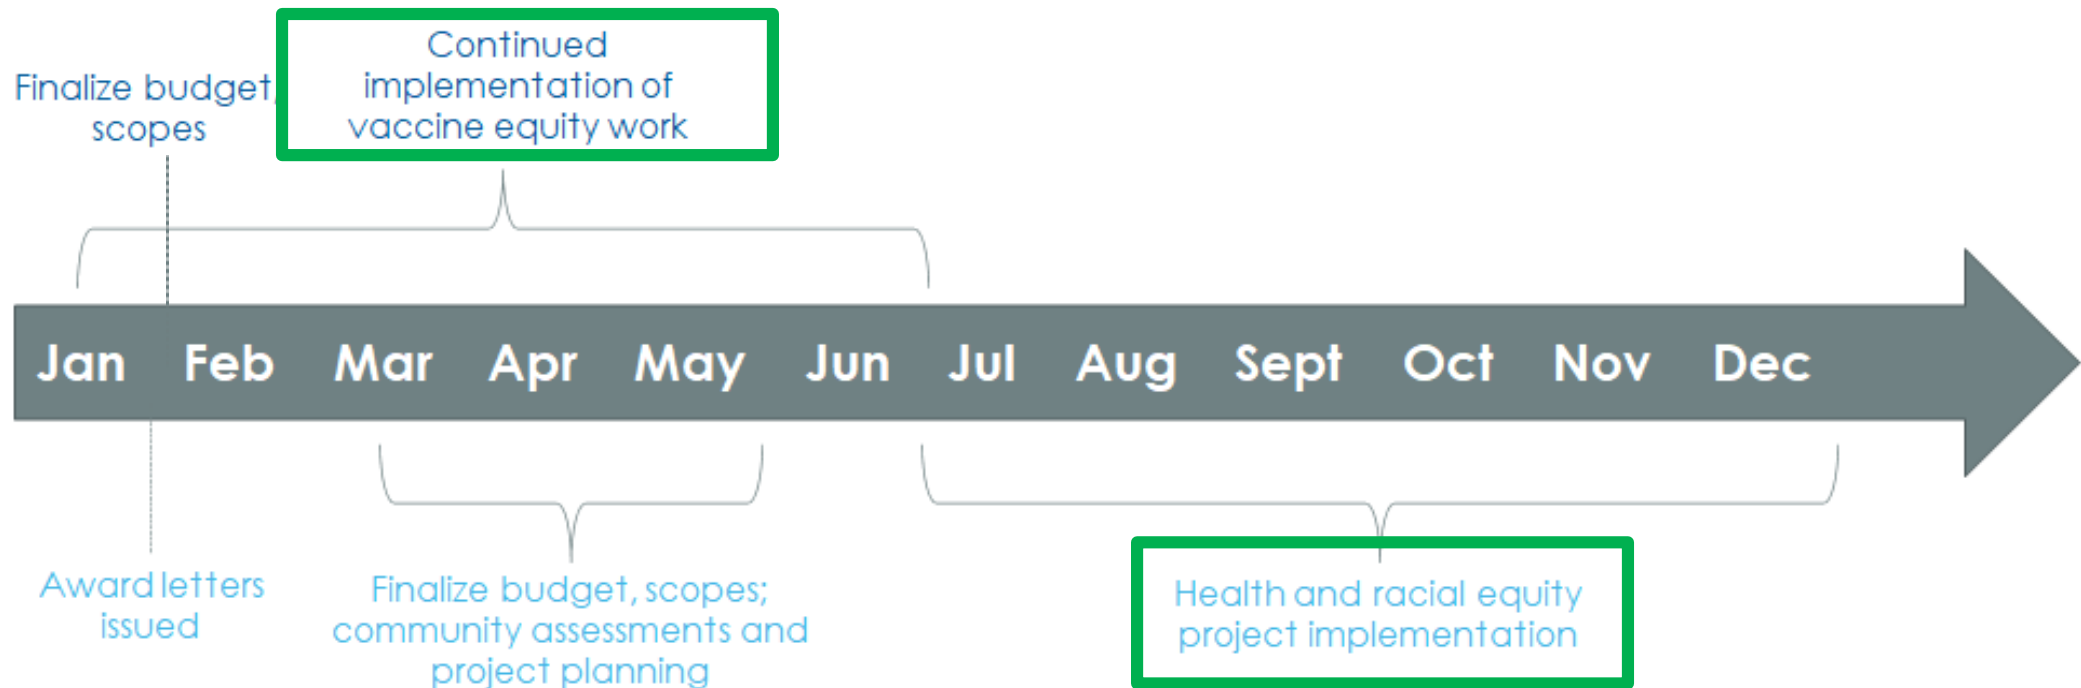 Continued
implementation of
vaccine equity work
Finalize budget,
scopes
Jan Feb Mar Apr May Jun Jul Aug Sept Oct Nov Dec
Award letters
issued
Finalize budget, scopes;
community assessments and
project planning
Health and racial equity
project implementation